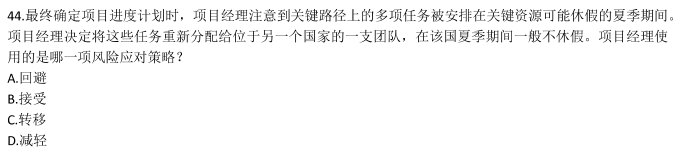 44.最终确定项目进度计划时，项目经理注意到关键路径上的多项任务被安排在关键资源可能休假的夏季期间。
项目经理决定将这些任务重新分配给位于另一个国家的一支团队，在该国夏季期间一般不休假。项目经理使
用的是哪一项风险应对策略？
A.回避
B.接受
C.转移
D.减轻